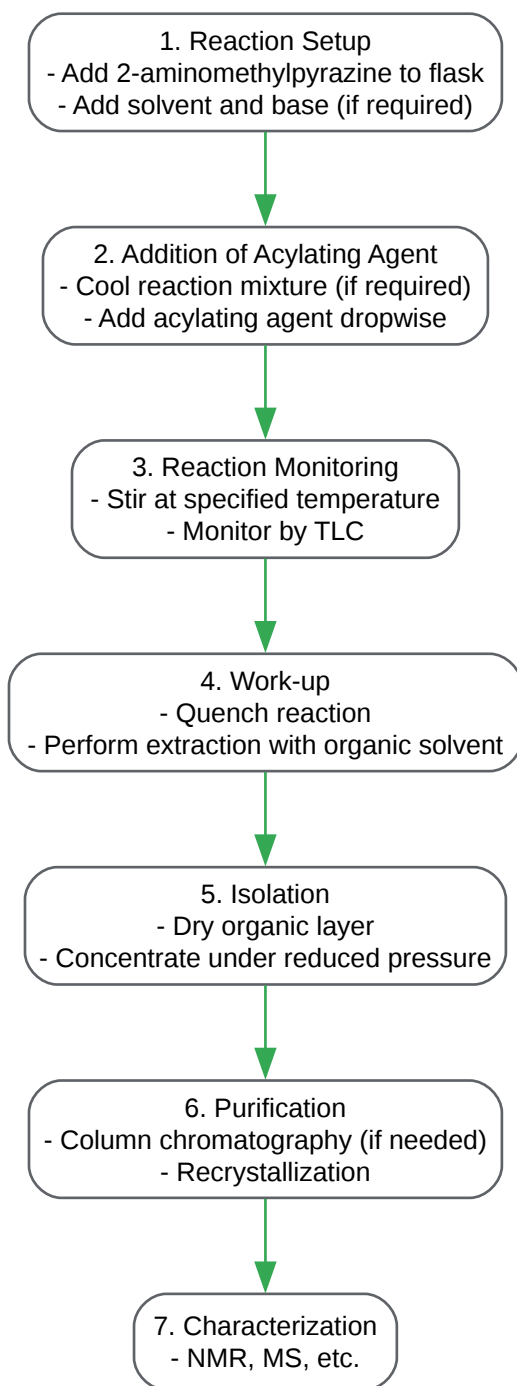 1. Reaction Setup
- Add 2-aminomethylpyrazine to flask
- Add solvent and base (if required)
2. Addition of Acylating Agent
- Cool reaction mixture (if required)
- Add acylating agent dropwise
3. Reaction Monitoring
- Stir at specified temperature
- Monitor by TLC
4. Work-up
- Quench reaction
- Perform extraction with organic solvent
5. Isolation
- Dry organic layer
- Concentrate under reduced pressure
6. Purification
- Column chromatography (if needed)
- Recrystallization
7. Characterization
- NMR, MS, etc.